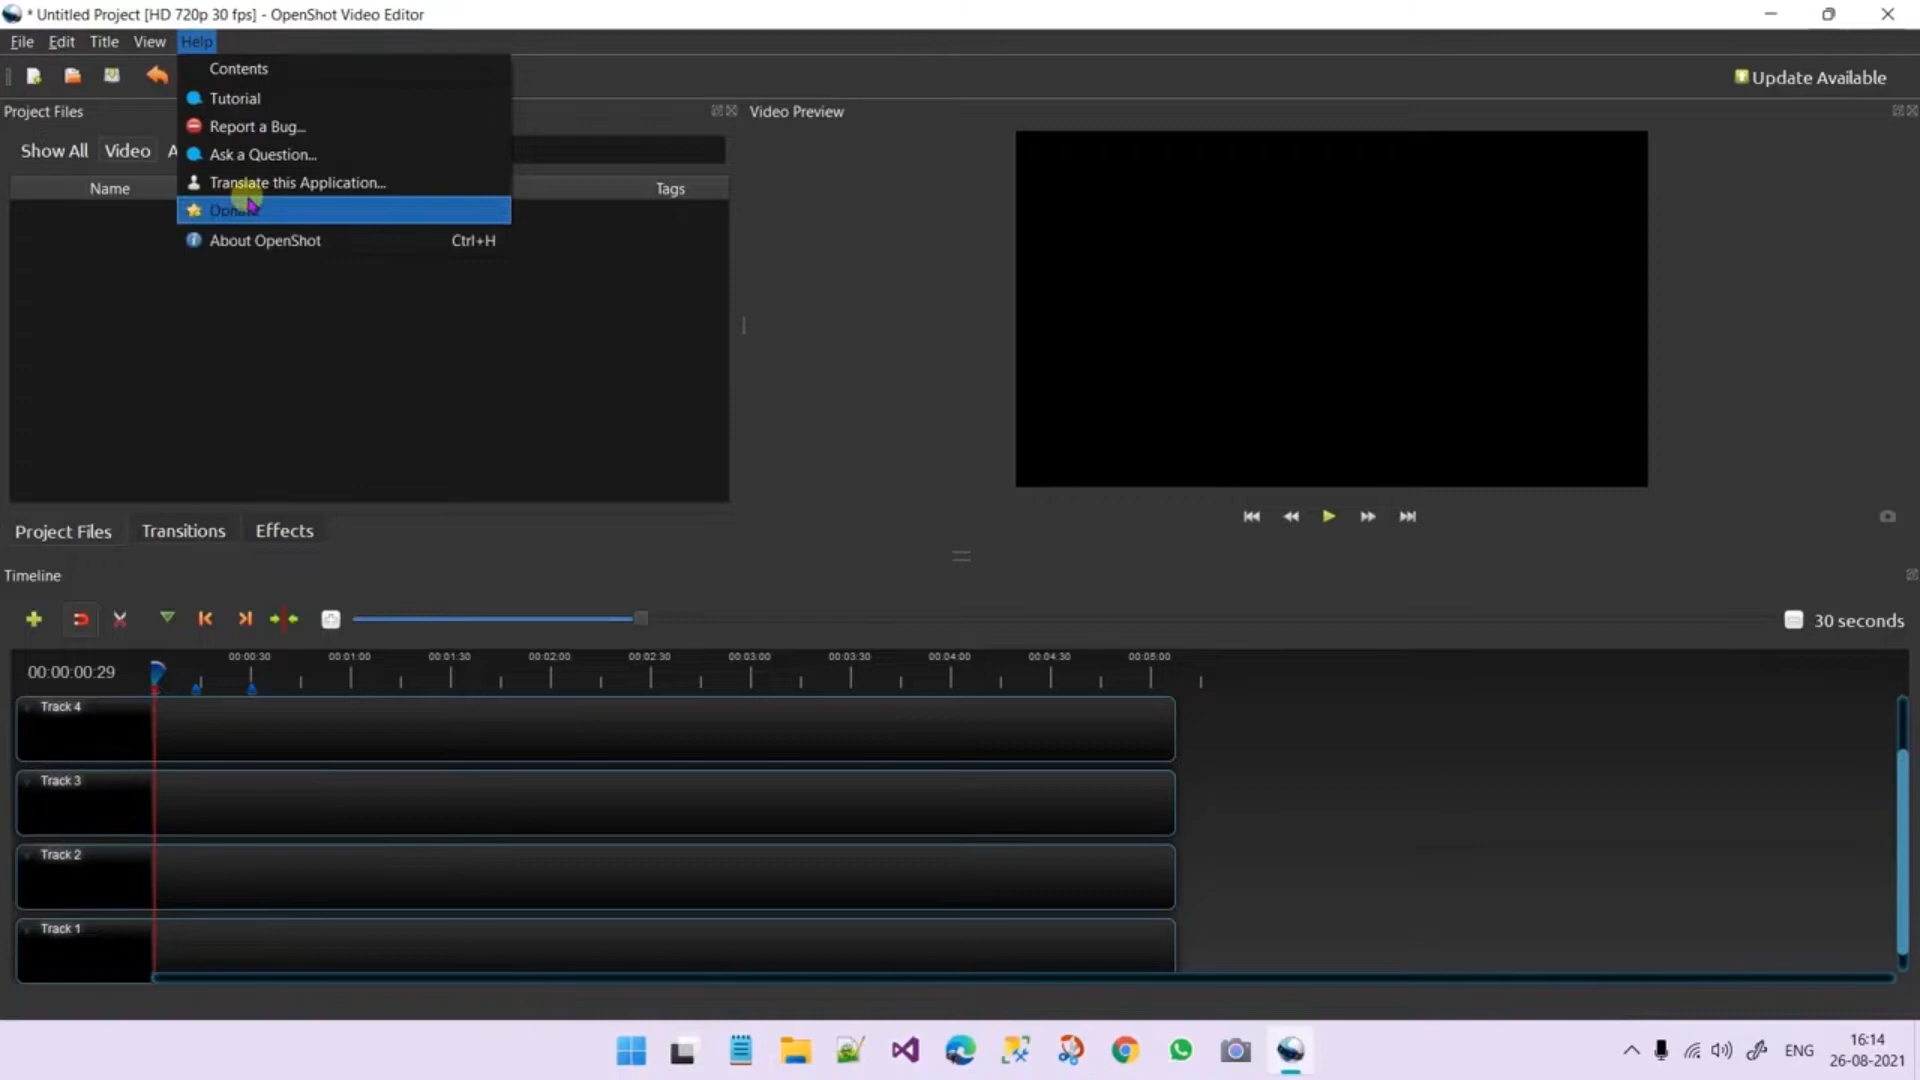 * Untitled Project [HD 720p 30 fps] - OpenShot Video Editor
File Edit Title View Help
Contents
Tutorial
Report a Bug...
Ask a Question...
Translate this Application...
About OpenShot Ctrl+H
Update Available
Project Files
Video Preview
Show All Video A
Name Tags
Project Files Transitions Effects
Timeline
30 seconds
00:00:00:29
00:00:30 00:01:00 00:01:30 00:02:00 00:02:30 00:03:00 00:03:30 00:04:00 00:04:30 00:05:00
Track 4
Track 3
Track 2
Track 1
ENG
16:14
26-08-2021